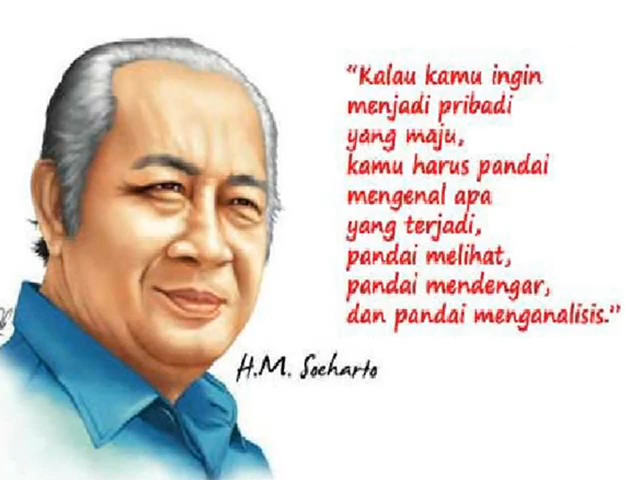 “Kalau kamu ingin
menjadi pribadi
yang maju,
kamu harus pandai
mengenal apa
yang terjadi,
pandai melihat,
pandai mendengar,
dan pandai menganalisis.”
H.M. Soeharto